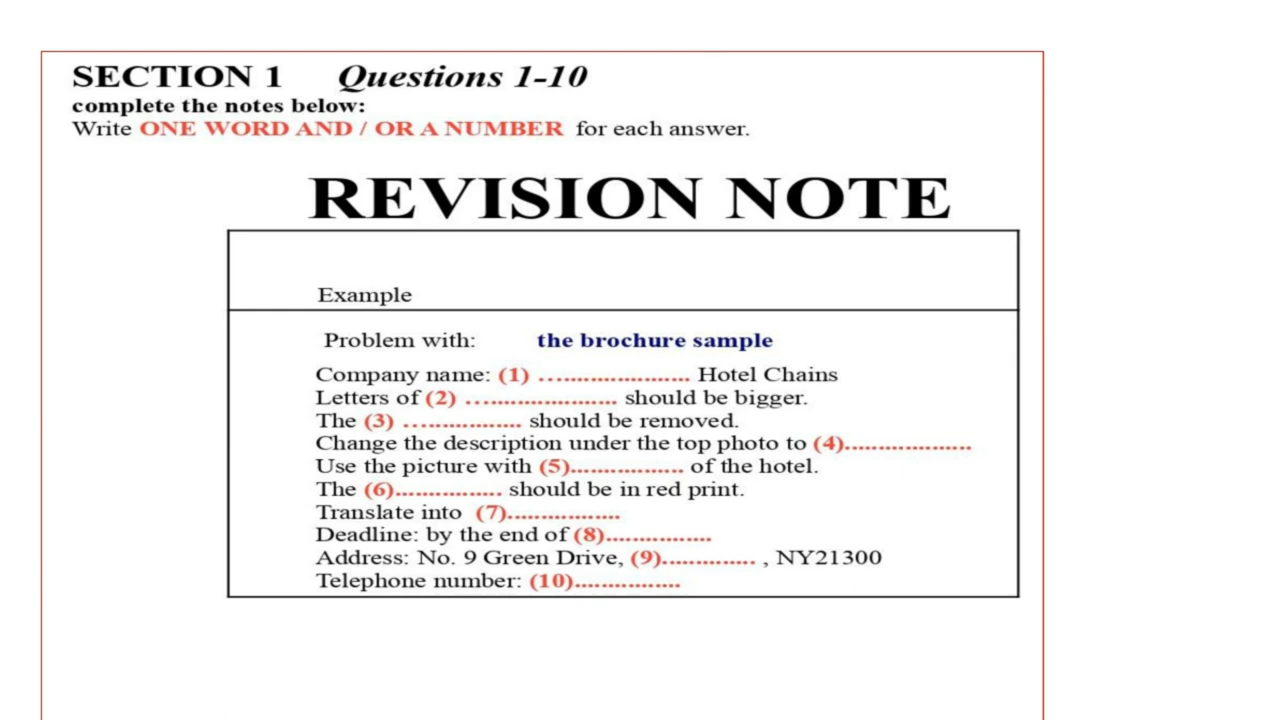 SECTION 1 Questions 1-10
complete the notes below:
Write ONE WORD AND / OR A NUMBER for each answer.
REVISION NOTE
Example
Problem with: the brochure sample
Company name: (1) …..................... Hotel Chains
Letters of (2) …..................... should be bigger.
The (3) …................ should be removed.
Change the description under the top photo to (4)....................
Use the picture with (5).................. of the hotel.
The (6)................. should be in red print.
Translate into (7)..................
Deadline: by the end of (8).................
Address: No. 9 Green Drive, (9)............... , NY21300
Telephone number: (10).................